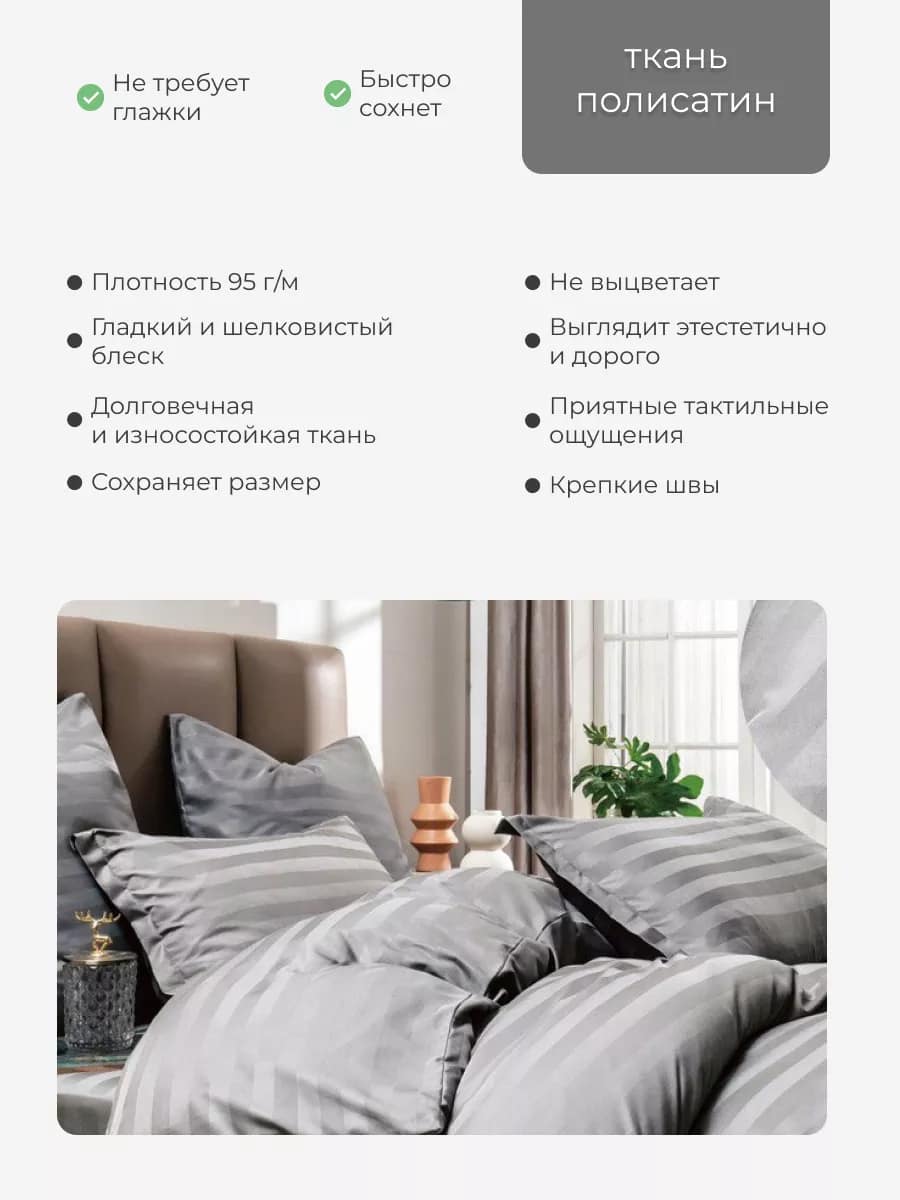 Не требует
глажки
Быстро
сохнет
ткань
полисатин
Плотность 95 г/м
Гладкий и шелковистый
блеск
Долговечная
и износостойкая ткань
Сохраняет размер
Не выцветает
Выглядит этестетично
и дорого
Приятные тактильные
ощущения
Крепкие швы